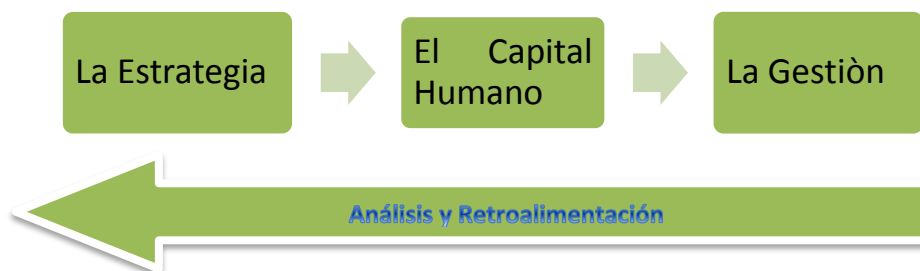 La Estrategia
El Capital
Humano
La Gestiòn
Análisis y Retroalimentación